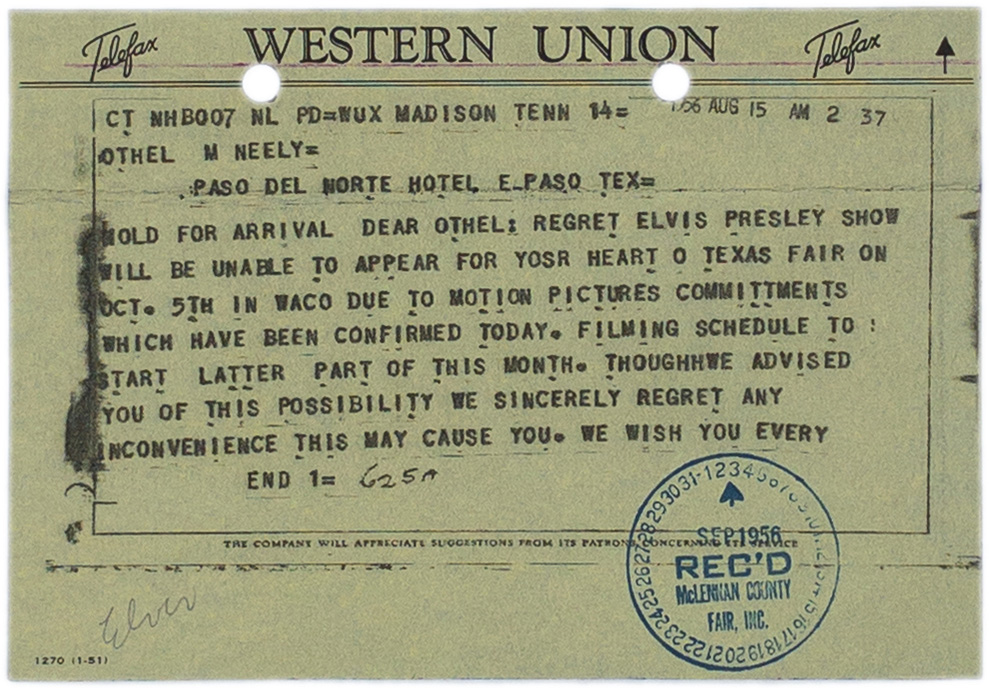 Telefax WESTERN UNION Telefax
CT NHB007 NL PD=WUX MADISON TENN 14= 1956 AUG 15 AM 2 37
OTHEL M NEELY=
PASO DEL NORTE HOTEL E PASO TEX=
HOLD FOR ARRIVAL DEAR OTHEL: REGRET ELVIS PRESLEY SHOW
WILL BE UNABLE TO APPEAR FOR YOSR HEART O TEXAS FAIR ON
OCT. 5TH IN WACO DUE TO MOTION PICTURES COMMITTMENTS
WHICH HAVE BEEN CONFIRMED TODAY. FILMING SCHEDULE TO
START LATTER PART OF THIS MONTH. THOUGHHWE ADVISED
YOU OF THIS POSSIBILITY WE SINCERELY REGRET ANY
INCONVENIENCE THIS MAY CAUSE YOU. WE WISH YOU EVERY
END 1= 625A
THE COMPANY WILL APPRECIATE SUGGESTIONS FROM ITS PATRONS CONCERNING ITS SERVICE
SEP 1956
REC'D
McLENNAN COUNTY
FAIR, INC.
1270 (1-51)